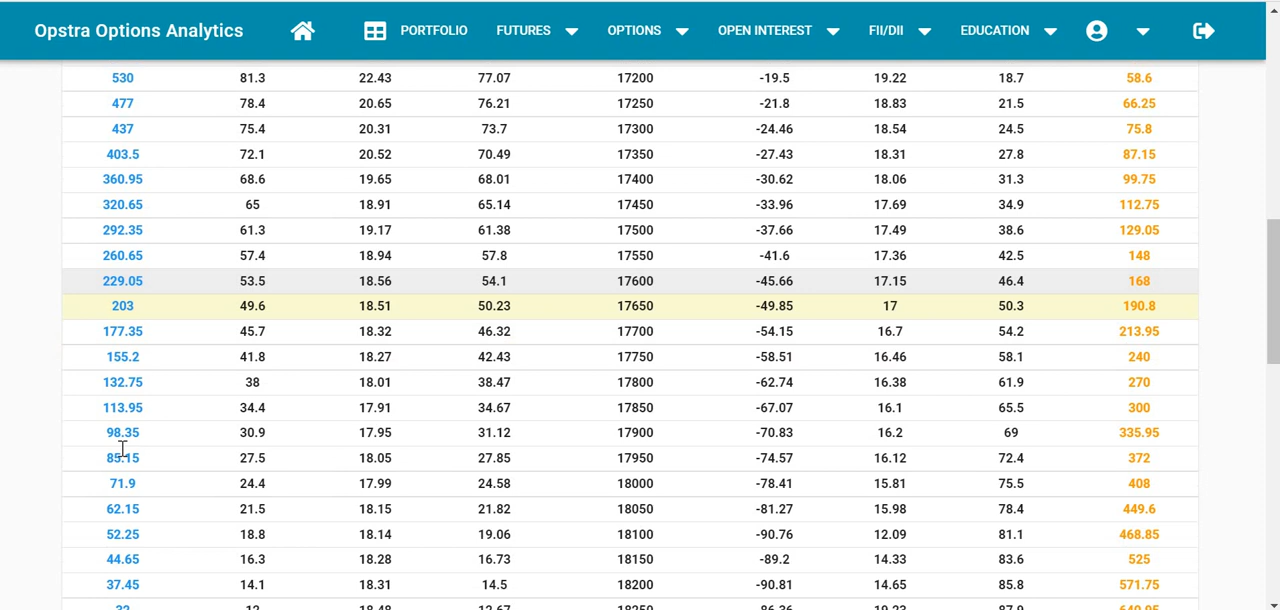 Opstra Options Analytics PORTFOLIO FUTURES OPTIONS OPEN INTEREST FII/DII EDUCATION
530 81.3 22.43 77.07 17200 -19.5 19.22 18.7 58.6
477 78.4 20.65 76.21 17250 -21.8 18.83 21.5 66.25
437 75.4 20.31 73.7 17300 -24.46 18.54 24.5 75.8
403.5 72.1 20.52 70.49 17350 -27.43 18.31 27.8 87.15
360.95 68.6 19.65 68.01 17400 -30.62 18.06 31.3 99.75
320.65 65 18.91 65.14 17450 -33.96 17.69 34.9 112.75
292.35 61.3 19.17 61.38 17500 -37.66 17.49 38.6 129.05
260.65 57.4 18.94 57.8 17550 -41.6 17.36 42.5 148
229.05 53.5 18.56 54.1 17600 -45.66 17.15 46.4 168
203 49.6 18.51 50.23 17650 -49.85 17 50.3 190.8
177.35 45.7 18.32 46.32 17700 -54.15 16.7 54.2 213.95
155.2 41.8 18.27 42.43 17750 -58.51 16.46 58.1 240
132.75 38 18.01 38.47 17800 -62.74 16.38 61.9 270
113.95 34.4 17.91 34.67 17850 -67.07 16.1 65.5 300
98.35 30.9 17.95 31.12 17900 -70.83 16.2 69 335.95
85.15 27.5 18.05 27.85 17950 -74.57 16.12 72.4 372
71.9 24.4 17.99 24.58 18000 -78.41 15.81 75.5 408
62.15 21.5 18.15 21.82 18050 -81.27 15.98 78.4 449.6
52.25 18.8 18.14 19.06 18100 -90.76 12.09 81.1 468.85
44.65 16.3 18.28 16.73 18150 -89.2 14.33 83.6 525
37.45 14.1 18.31 14.5 18200 -90.81 14.65 85.8 571.75
32 12 18.48 12.67 18250 -86.36 19.23 87.9 640.95